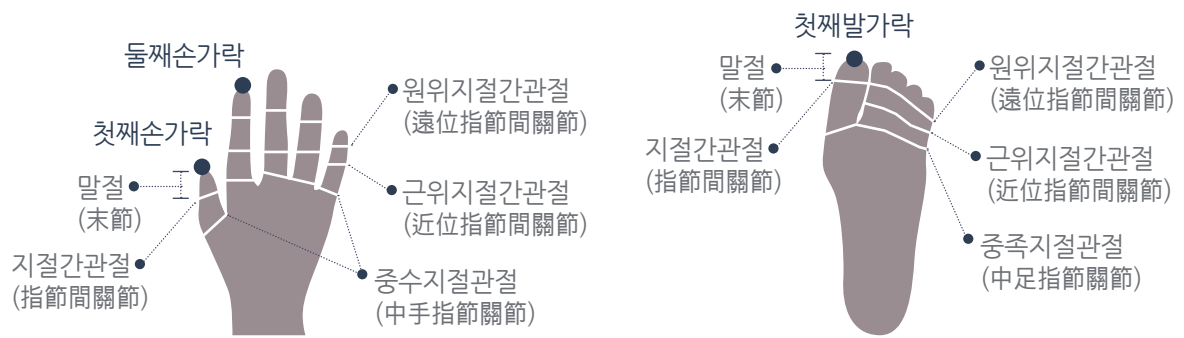 둘째손가락
첫째손가락
말절
(末節)
지절간관절
(指節間關節)
원위지절간관절
(遠位指節間關節)
근위지절간관절
(近位指節間關節)
중수지절관절
(中手指節關節)
첫째발가락
말절
(末節)
지절간관절
(指節間關節)
원위지절간관절
(遠位指節間關節)
근위지절간관절
(近位指節間關節)
중족지절관절
(中足指節關節)